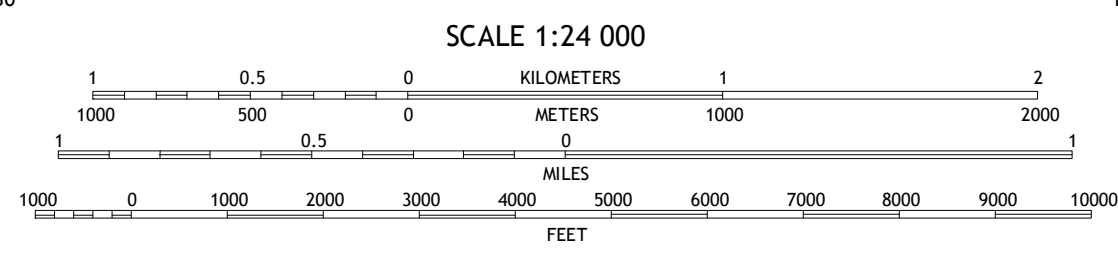 SCALE 1:24 000
1 0.5 0 KILOMETERS 1 2
1000 500 0 METERS 1000 2000
1 0.5 0 1
MILES
1000 0 1000 2000 3000 4000 5000 6000 7000 8000 9000 10000
FEET